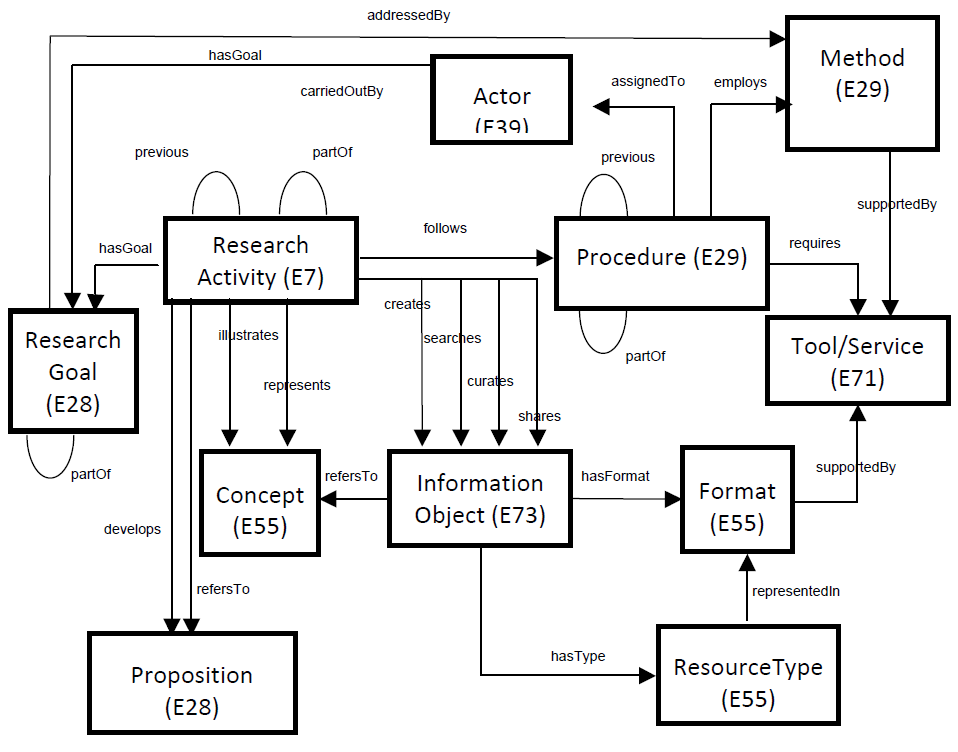 addressedBy
hasGoal
carriedOutBy
Actor
(E39)
assignedTo
employs
Method
(E29)
previous
partOf
previous
supportedBy
hasGoal
Research
Activity (E7)
follows
Procedure (E29)
requires
creates
illustrates
searches
represents
curates
shares
partOf
Research
Goal
(E28)
Tool/Service
(E71)
partOf
refersTo
Concept
(E55)
Information
Object (E73)
hasFormat
Format
(E55)
supportedBy
develops
refersTo
representedIn
hasType
Proposition
(E28)
ResourceType
(E55)